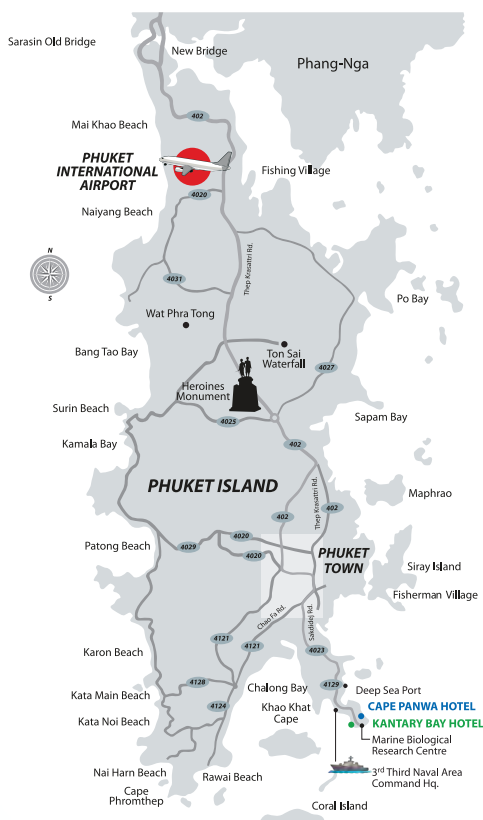 Sarasin Old Bridge
New Bridge
Phang-Nga
402
Mai Khao Beach
PHUKET
INTERNATIONAL
AIRPORT
Fishing Village
4020
Naiyang Beach
Thep Krasattri Rd.
N
S
4031
Po Bay
Wat Phra Tong
Ton Sai
Waterfall
Bang Tao Bay
4027
Heroines
Monument
Surin Beach
4025
Sapam Bay
Kamala Bay
402
PHUKET ISLAND
Thep Krasattri Rd.
Maphrao
402
402
4020
Patong Beach
4029
4020
PHUKET
TOWN
Siray Island
Fisherman Village
Chao Fa Rd.
Sakdidej Rd.
4121
4121
4023
Karon Beach
4128
Chalong Bay
4129
Deep Sea Port
Kata Main Beach
4124
Khao Khat
Cape
CAPE PANWA HOTEL
Kata Noi Beach
KANTARY BAY HOTEL
Marine Biological
Research Centre
Nai Harn Beach
Rawai Beach
3rd Third Naval Area
Command Hq.
Cape
Phromthep
Coral Island